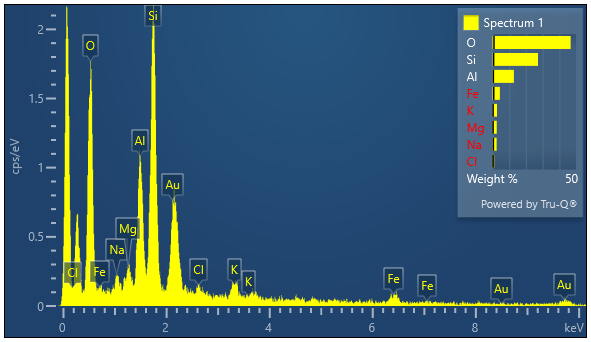 Spectrum 1
O
Si
Al
Fe
K
Mg
Na
Cl
Weight % 50
Powered by Tru-Q®
cps/eV
2
1.5
1
0.5
0
Si
O
Al
Au
Mg
Na
Cl
Fe
Cl
K
K
Fe
Fe
Au
Au
0 2 4 6 8 keV